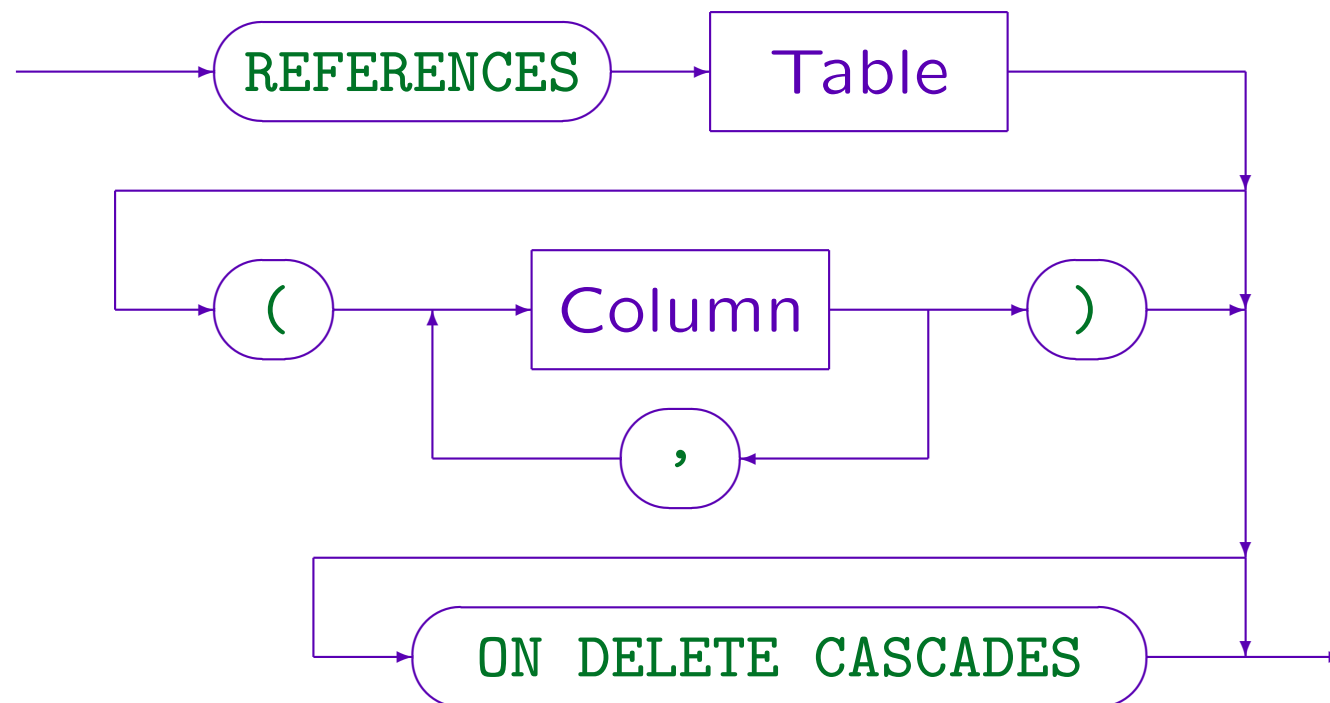 REFERENCES Table
( Column )
,
ON DELETE CASCADES